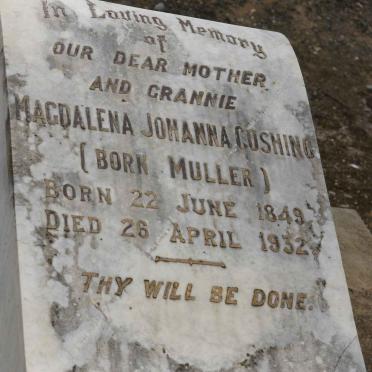 In Loving Memory
of
OUR DEAR MOTHER
AND GRANNIE
MAGDALENA JOHANNA CUSHING
(BORN MULLER)
BORN 22 JUNE 1849
DIED 26 APRIL 1932
THY WILL BE DONE.